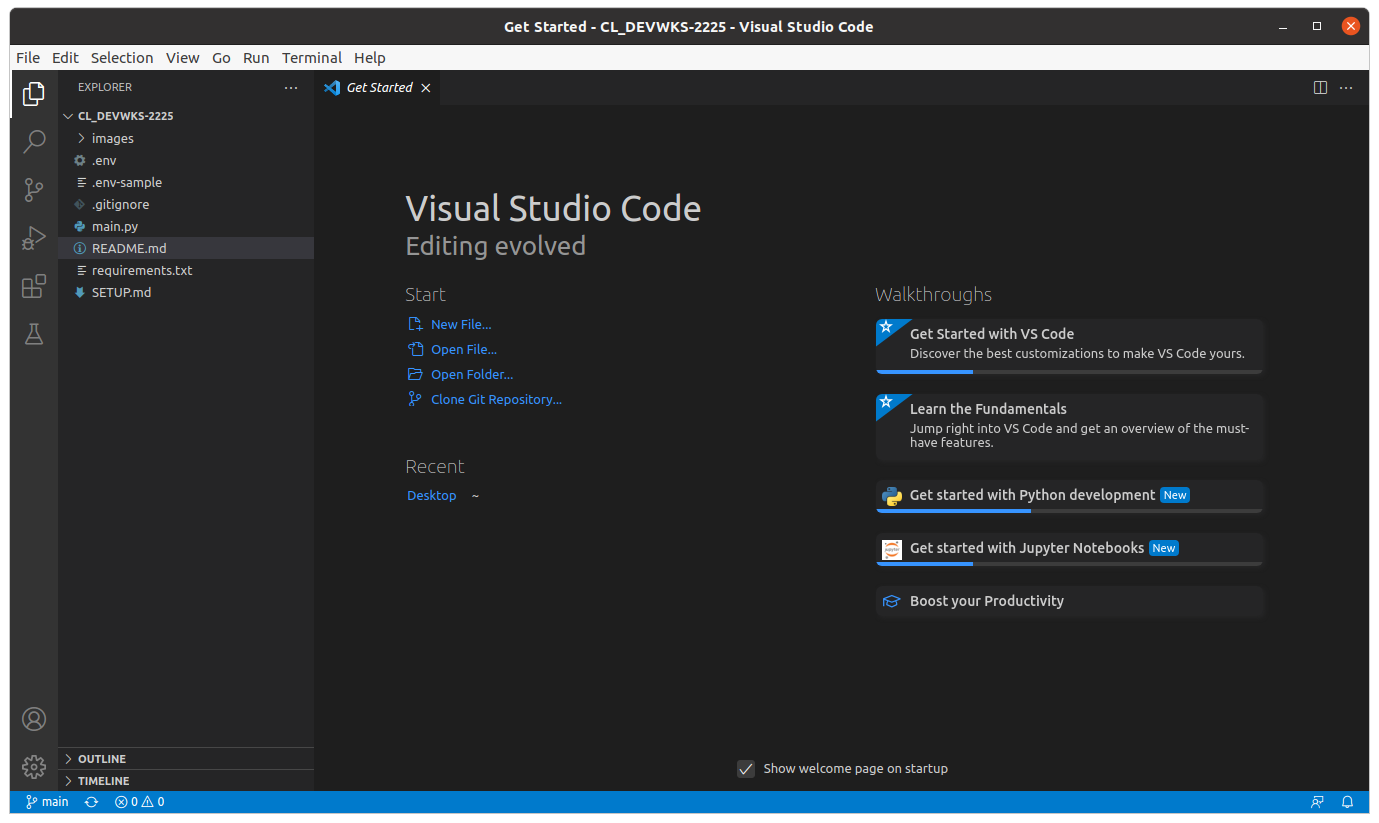 Get Started - CL_DEVWKS-2225 - Visual Studio Code
File Edit Selection View Go Run Terminal Help
EXPLORER
CL_DEVWKS-2225
images
.env
.env-sample
.gitignore
main.py
README.md
requirements.txt
SETUP.md
OUTLINE
TIMELINE
Get Started
Visual Studio Code
Editing evolved
Start
New File...
Open File...
Open Folder...
Clone Git Repository...
Recent
Desktop ~
Walkthroughs
Get Started with VS Code
Discover the best customizations to make VS Code yours.
Learn the Fundamentals
Jump right into VS Code and get an overview of the must-
have features.
Get started with Python development New
jupyter
Get started with Jupyter Notebooks New
Boost your Productivity
Show welcome page on startup
main 0 0